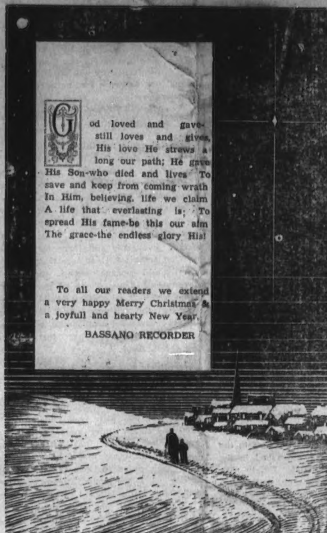 God loved and gave-
still loves and gives,
His love He strews a-
long our path; He gave
His Son-who died and lives To
save and keep from coming wrath
In Him, believing, life we claim
A life that everlasting is; To
spread His fame-be this our aim
The grace-the endless glory His!
To all our readers we extend
a very happy Merry Christmas &
a joyfull and hearty New Year.
BASSANO RECORDER